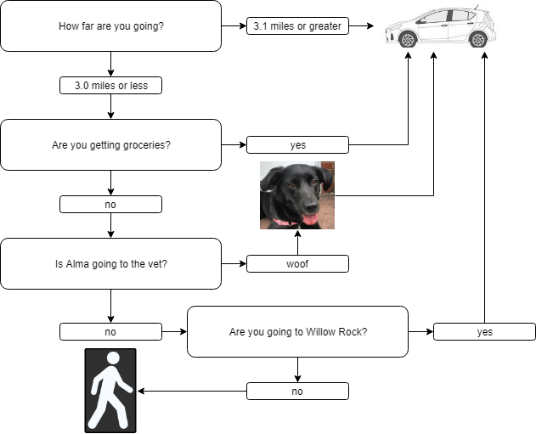 How far are you going?
3.1 miles or greater
3.0 miles or less
Are you getting groceries?
yes
no
Is Alma going to the vet?
woof
no
Are you going to Willow Rock?
yes
no